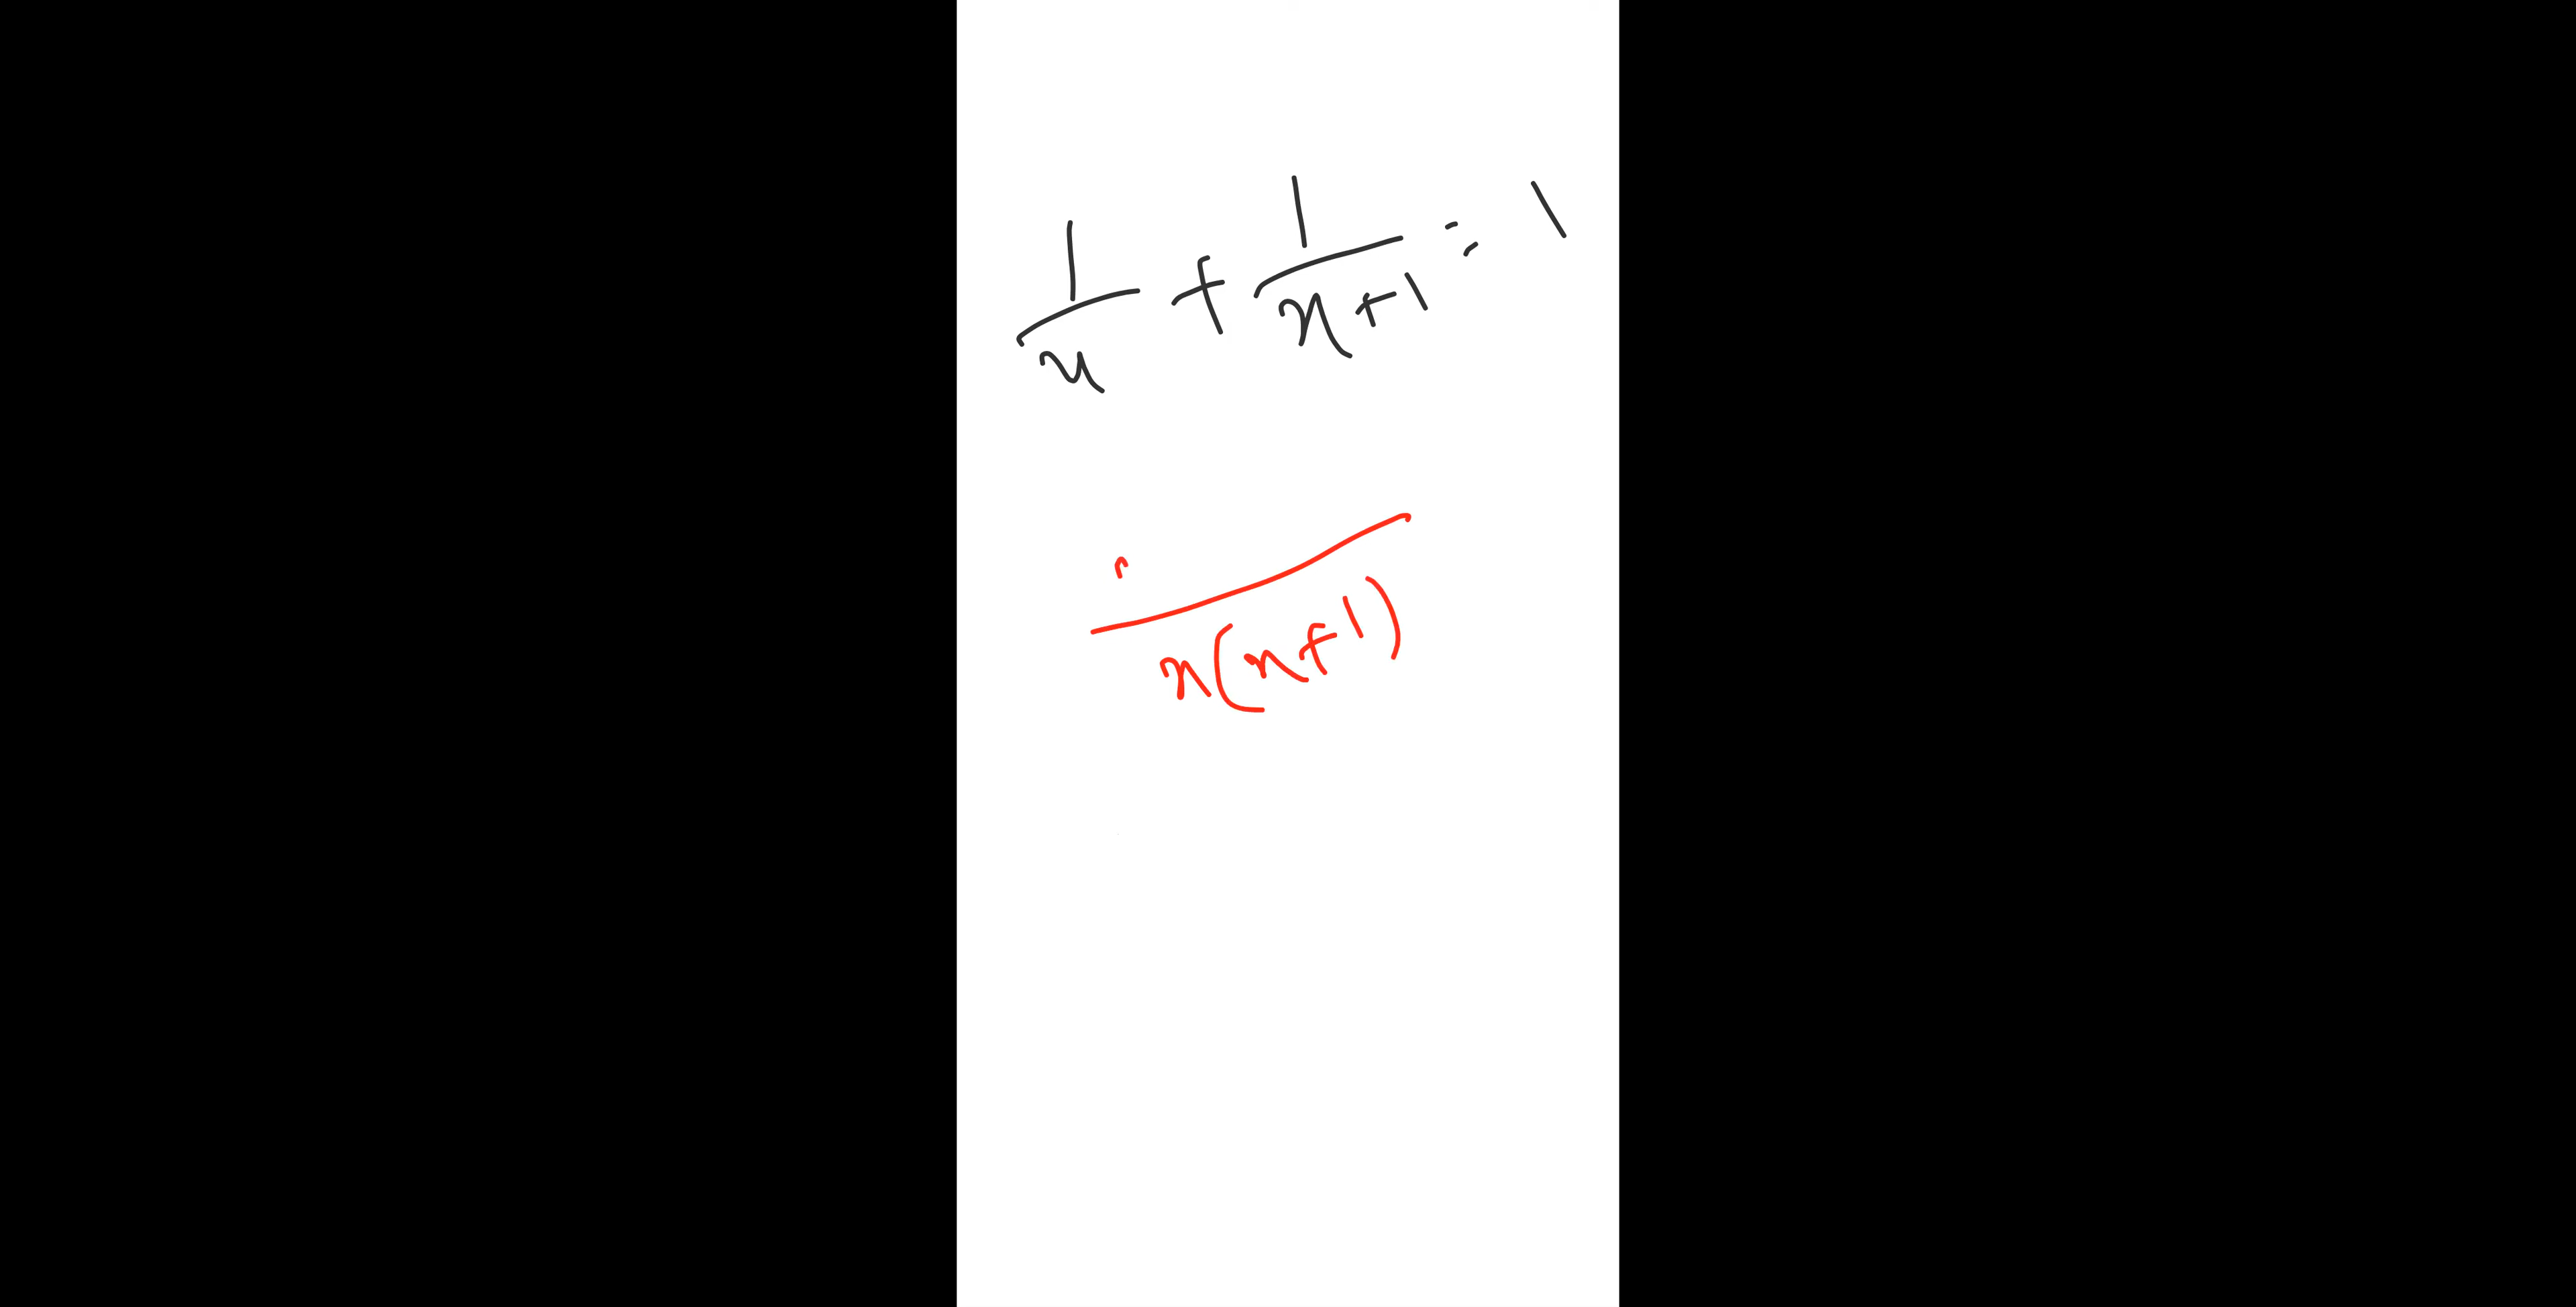 1/x + 1/(x+1) = 1
x(x+1)